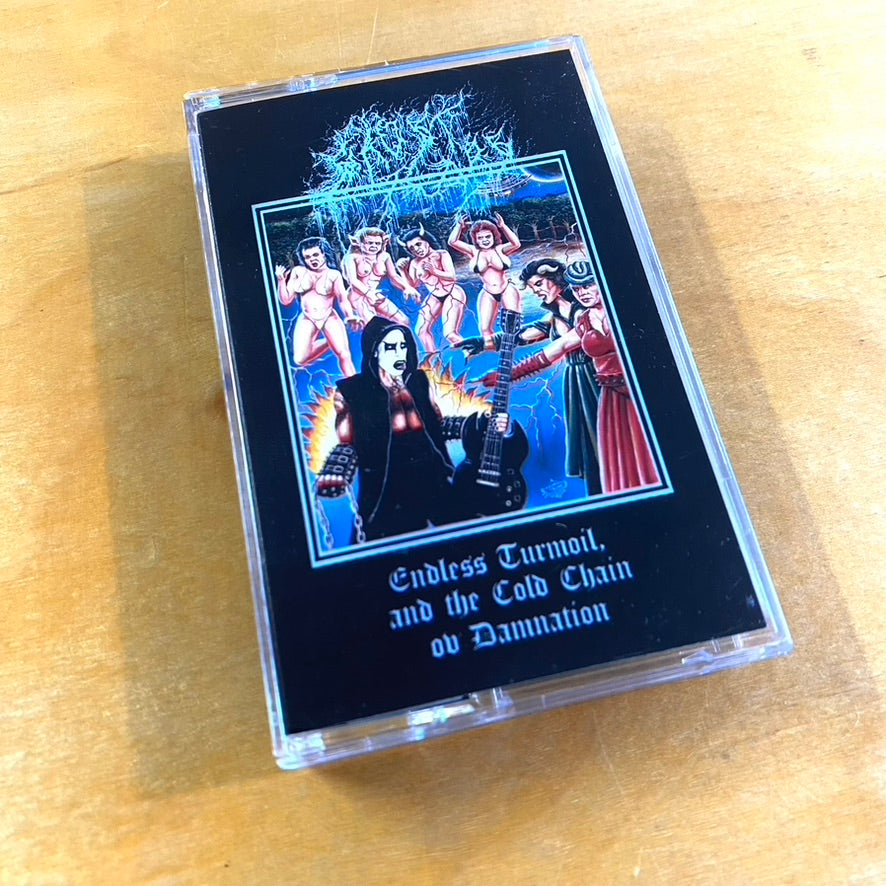 Endless Turmoil,
and the Cold Chain
ov Damnation